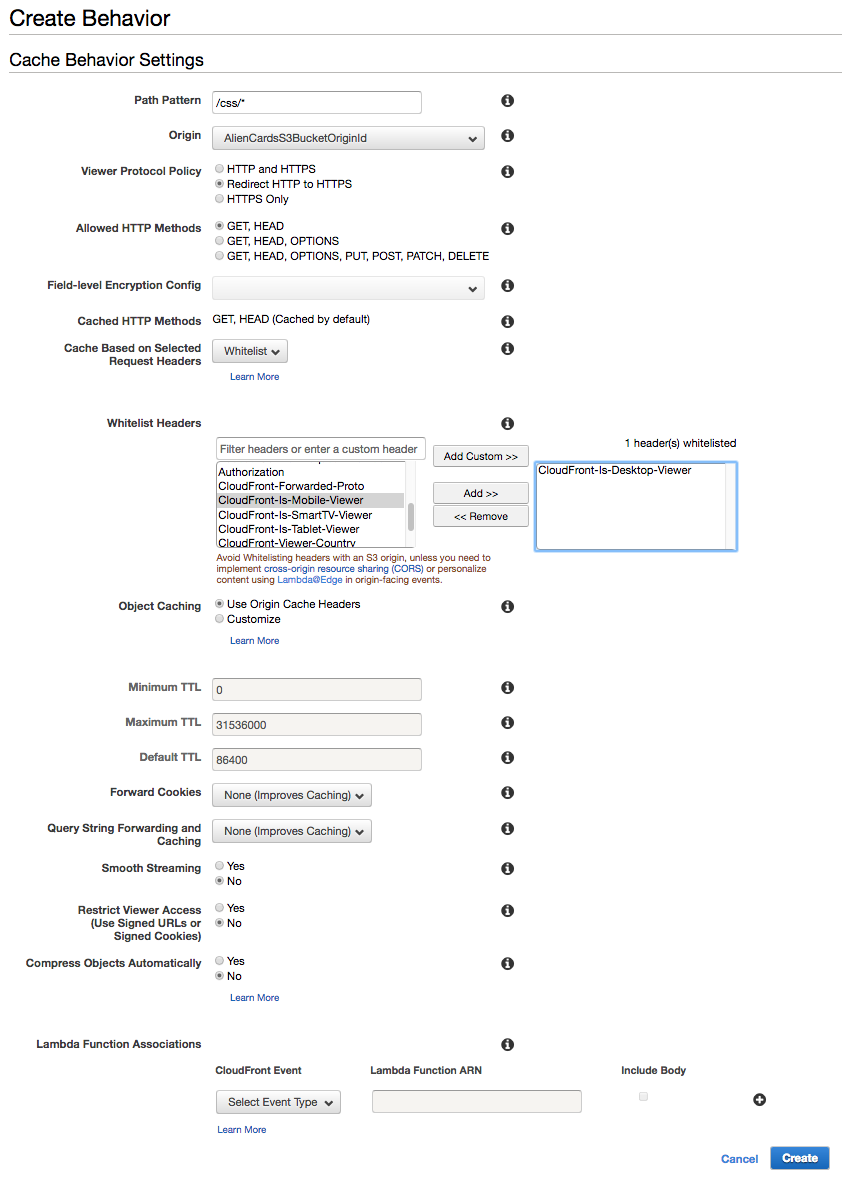 Create Behavior
Cache Behavior Settings
Path Pattern
/css/*
Origin
AlienCardsS3BucketOriginId
Viewer Protocol Policy
HTTP and HTTPS
Redirect HTTP to HTTPS
HTTPS Only
Allowed HTTP Methods
GET, HEAD
GET, HEAD, OPTIONS
GET, HEAD, OPTIONS, PUT, POST, PATCH, DELETE
Field-level Encryption Config
Cached HTTP Methods
GET, HEAD (Cached by default)
Cache Based on Selected
Request Headers
Whitelist
Learn More
Whitelist Headers
1 header(s) whitelisted
Filter headers or enter a custom header
Add Custom >>
Authorization
CloudFront-Forwarded-Proto
CloudFront-Is-Mobile-Viewer
CloudFront-Is-SmartTV-Viewer
CloudFront-Is-Tablet-Viewer
CloudFront-Viewer-Country
Add >>
<< Remove
CloudFront-Is-Desktop-Viewer
Avoid Whitelisting headers with an S3 origin, unless you need to
implement cross-origin resource sharing (CORS) or personalize
content using Lambda@Edge in origin-facing events.
Object Caching
Use Origin Cache Headers
Customize
Learn More
Minimum TTL
0
Maximum TTL
31536000
Default TTL
86400
Forward Cookies
None (Improves Caching)
Query String Forwarding and
Caching
None (Improves Caching)
Smooth Streaming
Yes
No
Restrict Viewer Access
(Use Signed URLs or
Signed Cookies)
Yes
No
Compress Objects Automatically
Yes
No
Learn More
Lambda Function Associations
CloudFront Event
Lambda Function ARN
Include Body
Select Event Type
Learn More
Cancel
Create